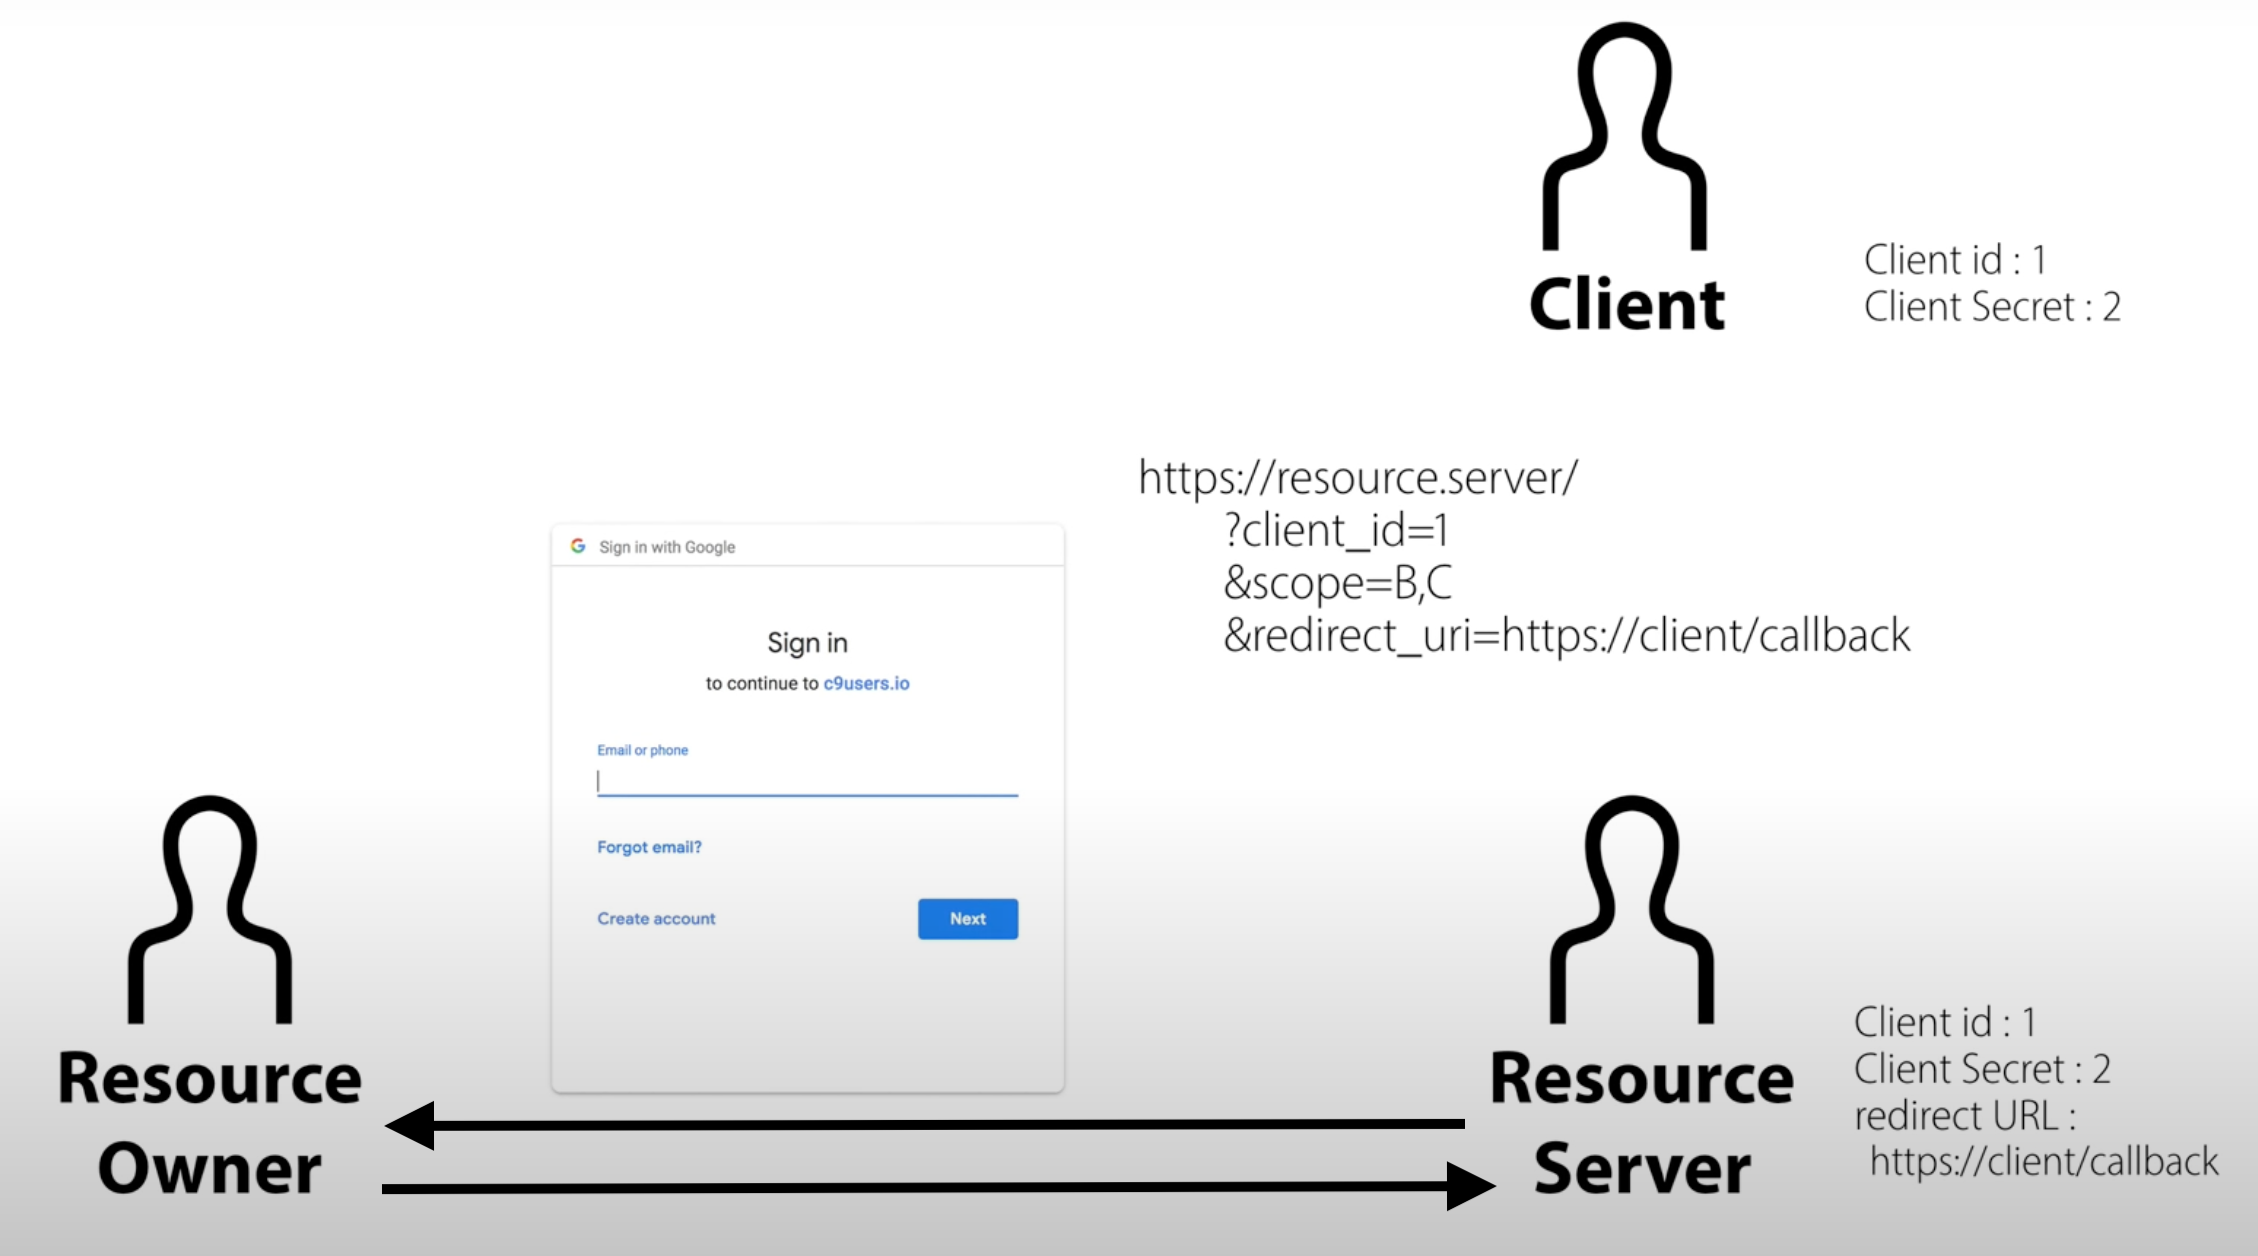 Client
Client id : 1
Client Secret : 2
https://resource.server/
?client_id=1
&scope=B,C
&redirect_uri=https://client/callback
Sign in with Google
Sign in
to continue to c9users.io
Email or phone
Forgot email?
Create account
Next
Resource
Owner
Resource
Server
Client id : 1
Client Secret : 2
redirect URL :
https://client/callback